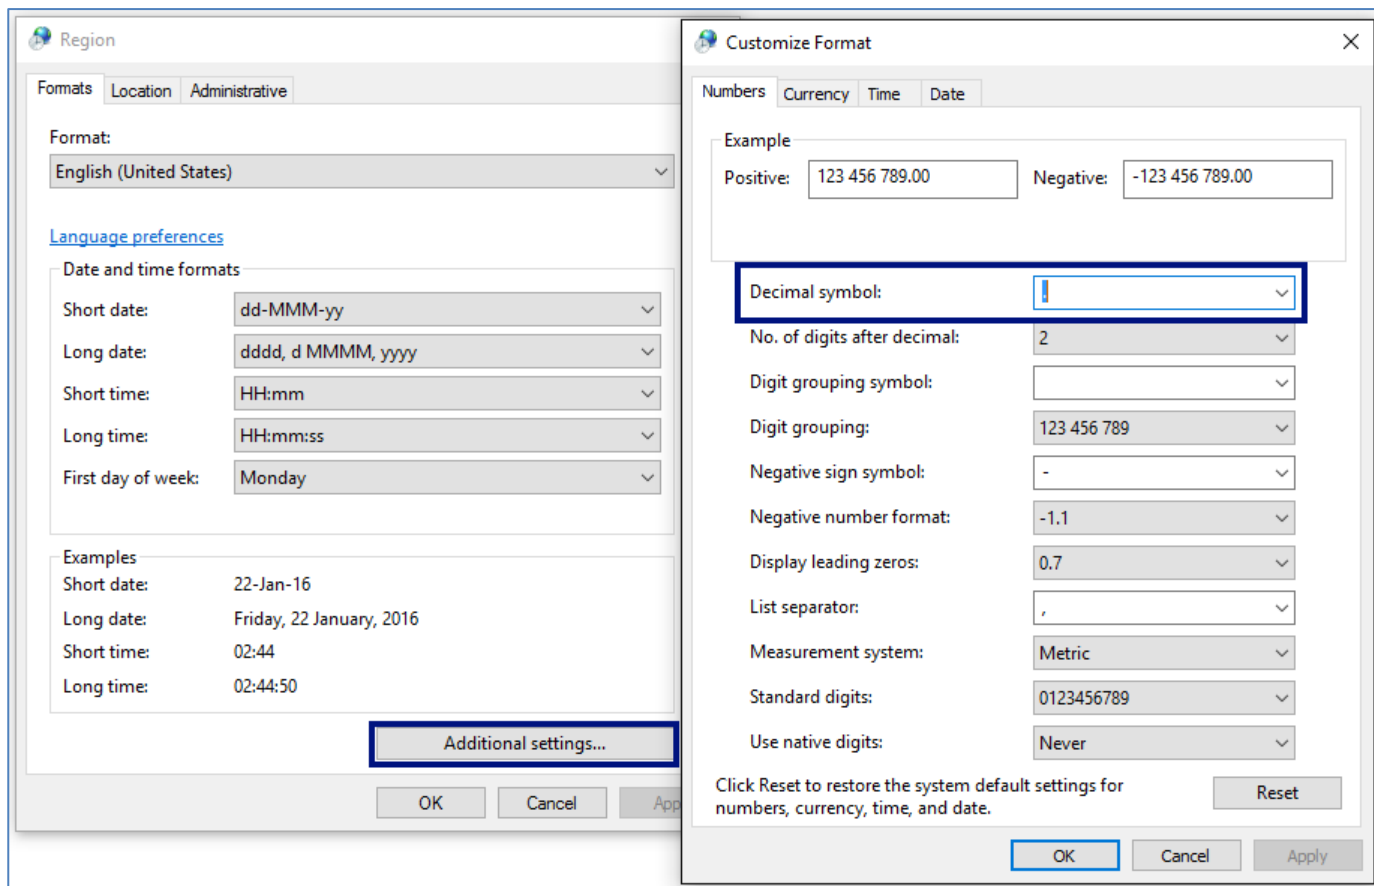 Region
Formats Location Administrative
Format:
English (United States)
Language preferences
Date and time formats
Short date: dd-MMM-yy
Long date: dddd, d MMMM, yyyy
Short time: HH:mm
Long time: HH:mm:ss
First day of week: Monday
Examples
Short date: 22-Jan-16
Long date: Friday, 22 January, 2016
Short time: 02:44
Long time: 02:44:50
Additional settings...
OK Cancel App
Customize Format
Numbers Currency Time Date
Example
Positive: 123 456 789.00 Negative: -123 456 789.00
Decimal symbol: .
No. of digits after decimal: 2
Digit grouping symbol:
Digit grouping: 123 456 789
Negative sign symbol: -
Negative number format: -1.1
Display leading zeros: 0.7
List separator: ,
Measurement system: Metric
Standard digits: 0123456789
Use native digits: Never
Click Reset to restore the system default settings for
numbers, currency, time, and date.
Reset
OK Cancel Apply